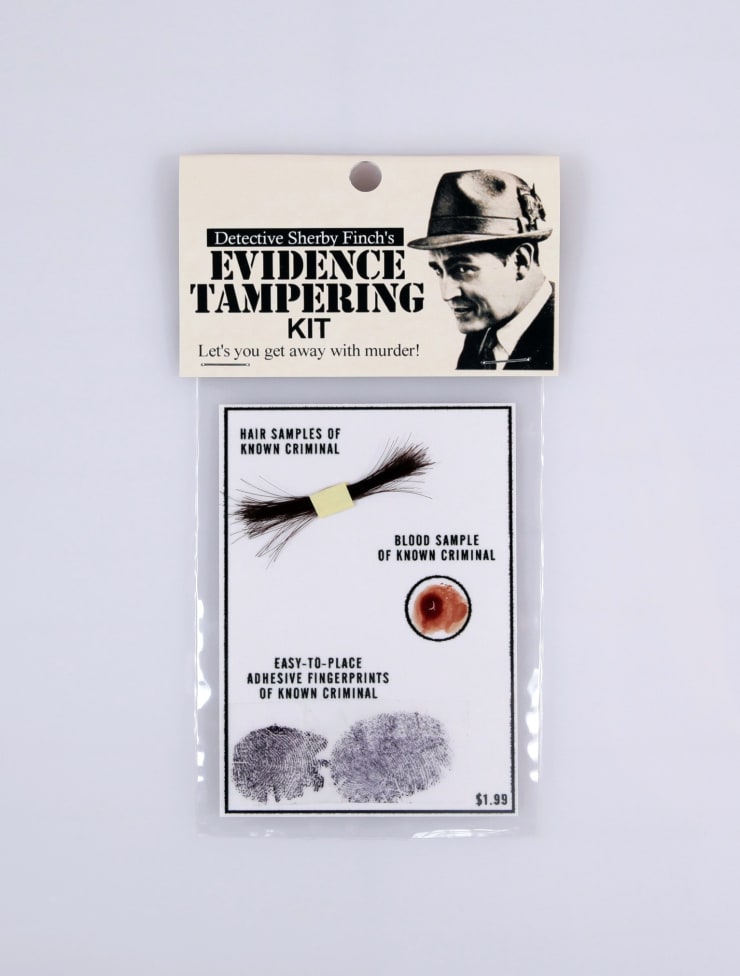 Detective Sherby Finch's
EVIDENCE
TAMPERING
KIT
Let's you get away with murder!
HAIR SAMPLES OF
KNOWN CRIMINAL
BLOOD SAMPLE
OF KNOWN CRIMINAL
EASY-TO-PLACE
ADHESIVE FINGERPRINTS
OF KNOWN CRIMINAL
$1.99